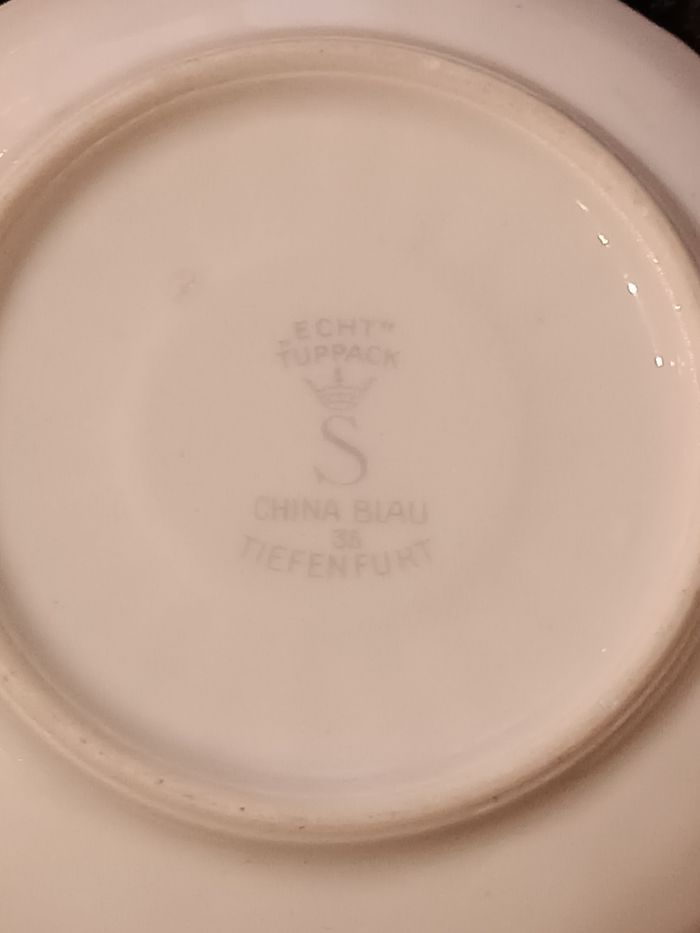 „ECHT"
TUPPACK
S
CHINA BLAU
38
TIEFENFURT